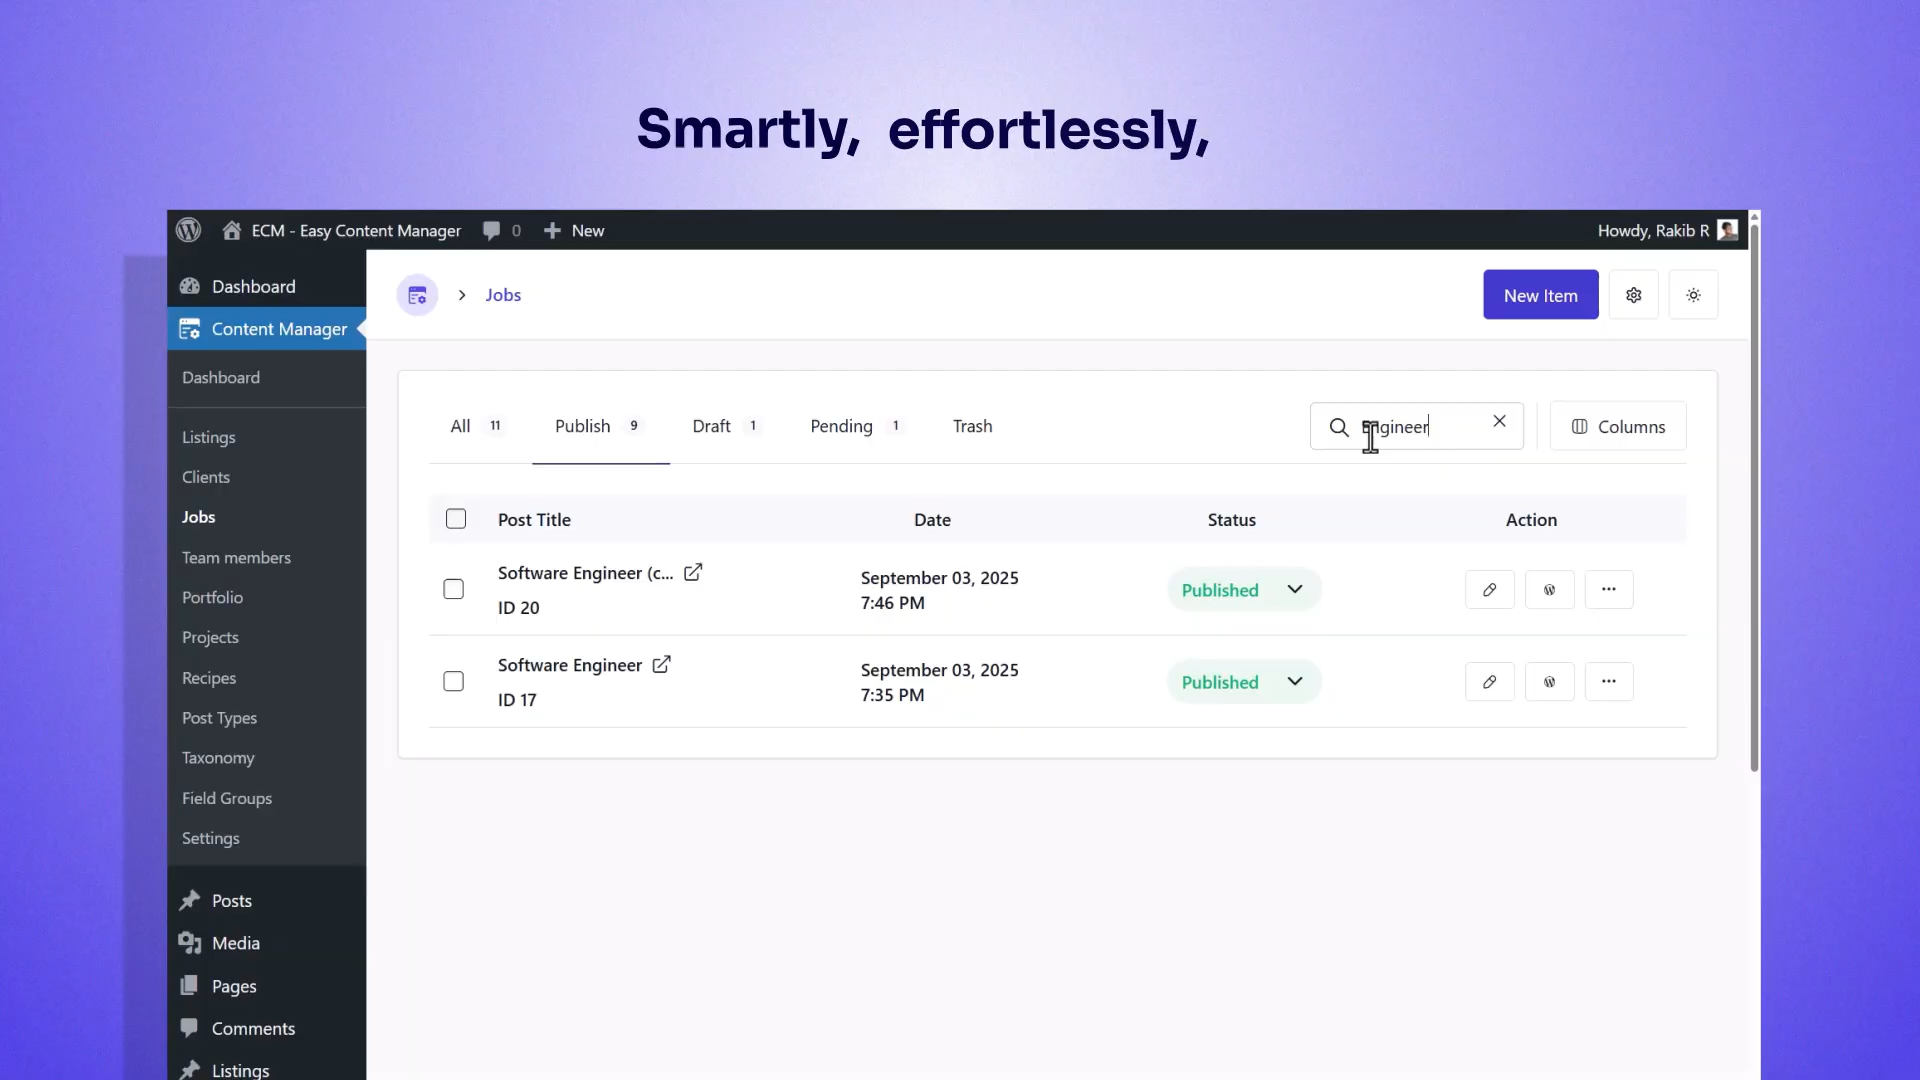 Smartly, effortlessly,
ECM - Easy Content Manager 0 New Howdy, Rakib R
Dashboard
Content Manager
Dashboard
Listings
Clients
Jobs
Team members
Portfolio
Projects
Recipes
Post Types
Taxonomy
Field Groups
Settings
Posts
Media
Pages
Comments
Listings
Jobs
New Item
All 11 Publish 9 Draft 1 Pending 1 Trash
Columns
Post Title Date Status Action
Software Engineer (c...
ID 20
September 03, 2025
7:46 PM
Published
Software Engineer
ID 17
September 03, 2025
7:35 PM
Published